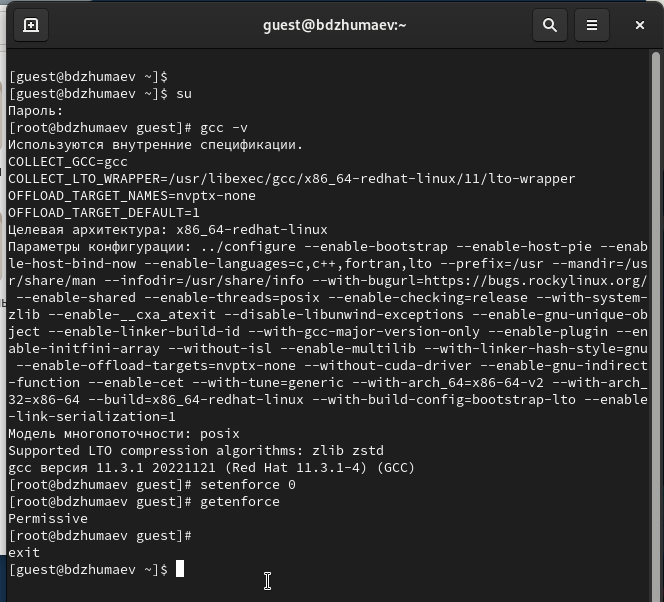 guest@bdzhumaev:~
[guest@bdzhumaev ~]$
[guest@bdzhumaev ~]$ su
Пароль:
[root@bdzhumaev guest]# gcc -v
Используются внутренние спецификации.
COLLECT_GCC=gcc
COLLECT_LTO_WRAPPER=/usr/libexec/gcc/x86_64-redhat-linux/11/lto-wrapper
OFFLOAD_TARGET_NAMES=nvptx-none
OFFLOAD_TARGET_DEFAULT=1
Целевая архитектура: x86_64-redhat-linux
Параметры конфигурации: ../configure --enable-bootstrap --enable-host-pie --enab
le-host-bind-now --enable-languages=c,c++,fortran,lto --prefix=/usr --mandir=/us
r/share/man --infodir=/usr/share/info --with-bugurl=https://bugs.rockylinux.org/
 --enable-shared --enable-threads=posix --enable-checking=release --with-system-
zlib --enable-__cxa_atexit --disable-libunwind-exceptions --enable-gnu-unique-ob
ject --enable-linker-build-id --with-gcc-major-version-only --enable-plugin --en
able-initfini-array --without-isl --enable-multilib --with-linker-hash-style=gnu
 --enable-offload-targets=nvptx-none --without-cuda-driver --enable-gnu-indirect
-function --enable-cet --with-tune=generic --with-arch_64=x86-64-v2 --with-arch_
32=x86-64 --build=x86_64-redhat-linux --with-build-config=bootstrap-lto --enable
-link-serialization=1
Модель многопоточности: posix
Supported LTO compression algorithms: zlib zstd
gcc версия 11.3.1 20221121 (Red Hat 11.3.1-4) (GCC)
[root@bdzhumaev guest]# setenforce 0
[root@bdzhumaev guest]# getenforce
Permissive
[root@bdzhumaev guest]#
exit
[guest@bdzhumaev ~]$